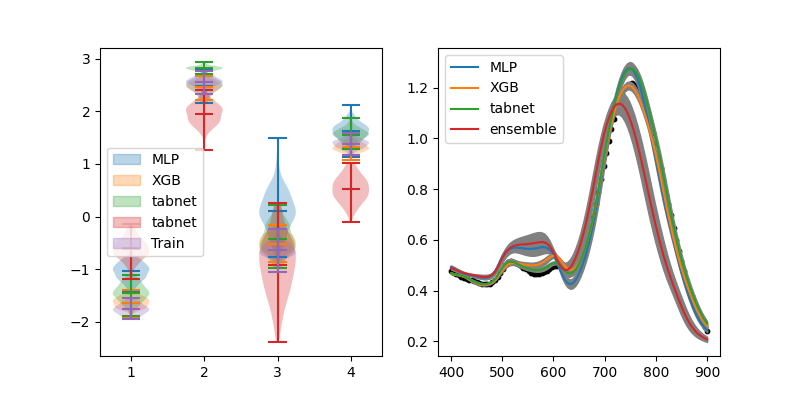 3
2
1
0
−1
−2
MLP
XGB
tabnet
tabnet
Train
1 2 3 4
1.2
1.0
0.8
0.6
0.4
0.2
MLP
XGB
tabnet
ensemble
400 500 600 700 800 900